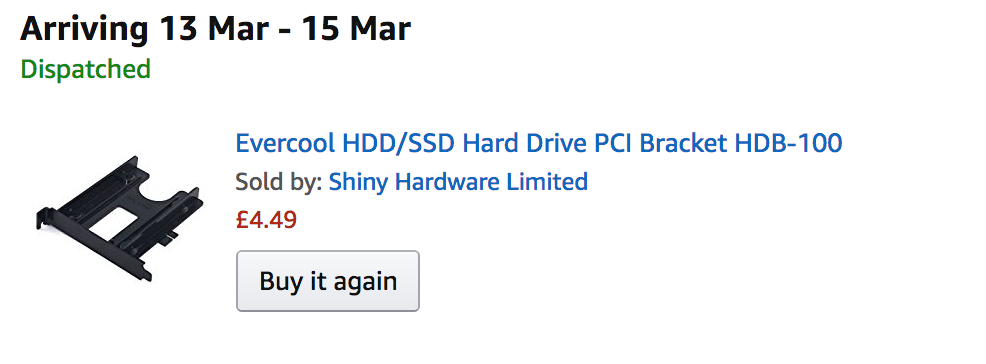 Arriving 13 Mar - 15 Mar
Dispatched
Evercool HDD/SSD Hard Drive PCI Bracket HDB-100
Sold by: Shiny Hardware Limited
£4.49
Buy it again